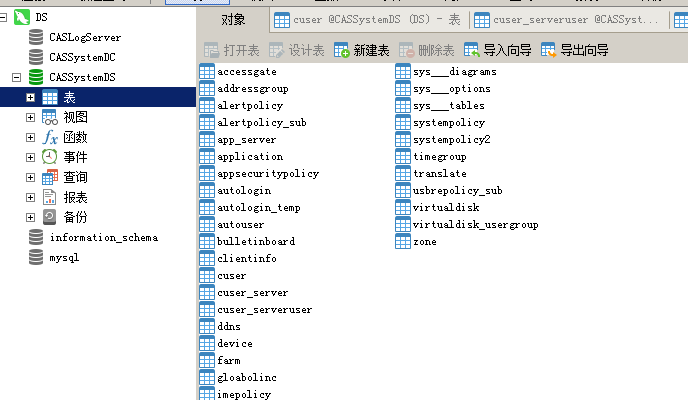 DS
CASLogServer
CASSystemDC
CASSystemDS
表
视图
函数
事件
查询
报表
备份
information_schema
mysql
对象
cuser @CASSystemDS (DS) - 表
cuser_serveruser @CASSyst...
打开表
设计表
新建表
删除表
导入向导
导出向导
accessgate
addressgroup
alertpolicy
alertpolicy_sub
app_server
application
appsecuritypolicy
autologin
autologin_temp
autouser
bulletinboard
clientinfo
cuser
cuser_server
cuser_serveruser
ddns
device
farm
gloabolinc
imepolicy
sys___diagrams
sys___options
sys___tables
systempolicy
systempolicy2
timegroup
translate
usbrepolicy_sub
virtualdisk
virtualdisk_usergroup
zone